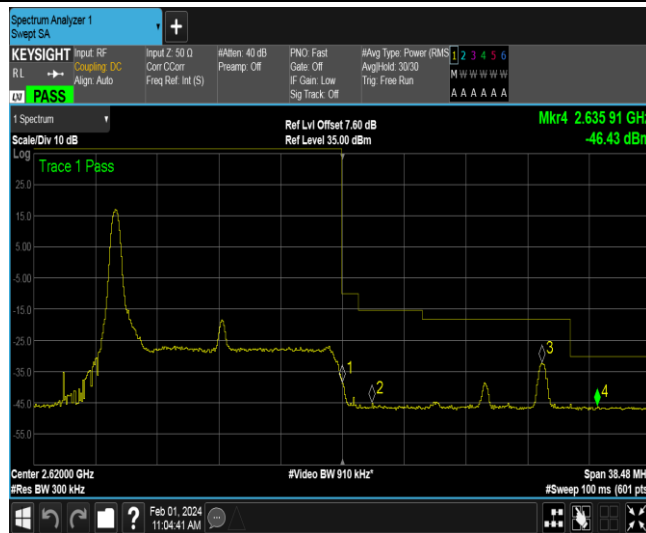 Spectrum Analyzer 1
Swept SA
+
KEYSIGHT
RL
LXI PASS
Input: RF
Coupling: DC
Align: Auto
Input Z: 50 Ω
Corr CCorr
Freq Ref: Int (S)
#Atten: 40 dB
Preamp: Off
PNO: Fast
Gate: Off
IF Gain: Low
Sig Track: Off
#Avg Type: Power (RMS
Avg|Hold: 30/30
Trig: Free Run
1 2 3 4 5 6
M W W W W W
A A A A A A
1 Spectrum
Scale/Div 10 dB
Ref Lvl Offset 7.60 dB
Ref Level 35.00 dBm
Mkr4 2.635 91 GHz
-46.43 dBm
Log
Trace 1 Pass
25.0
15.0
5.00
-5.00
-15.0
-25.0
-35.0
-45.0
-55.0
1
2
3
4
Center 2.62000 GHz
#Res BW 300 kHz
#Video BW 910 kHz*
Span 38.48 MH
#Sweep 100 ms (601 pts
?
Feb 01, 2024
11:04:41 AM